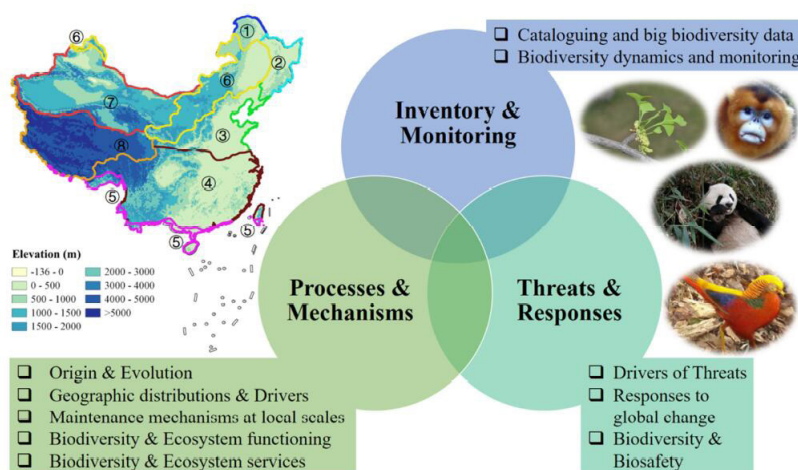 ⑥
①
②
⑥
⑦
③
⑧
④
⑤
⑤
⑤
Elevation (m)
-136 - 0
0 - 500
500 - 1000
1000 - 1500
1500 - 2000
2000 - 3000
3000 - 4000
4000 - 5000
>5000
Inventory &
Monitoring
❑ Cataloguing and big biodiversity data
❑ Biodiversity dynamics and monitoring
Processes &
Mechanisms
Threats &
Responses
❑ Origin & Evolution
❑ Geographic distributions & Drivers
❑ Maintenance mechanisms at local scales
❑ Biodiversity & Ecosystem functioning
❑ Biodiversity & Ecosystem services
❑ Drivers of Threats
❑ Responses to
global change
❑ Biodiversity &
Biosafety